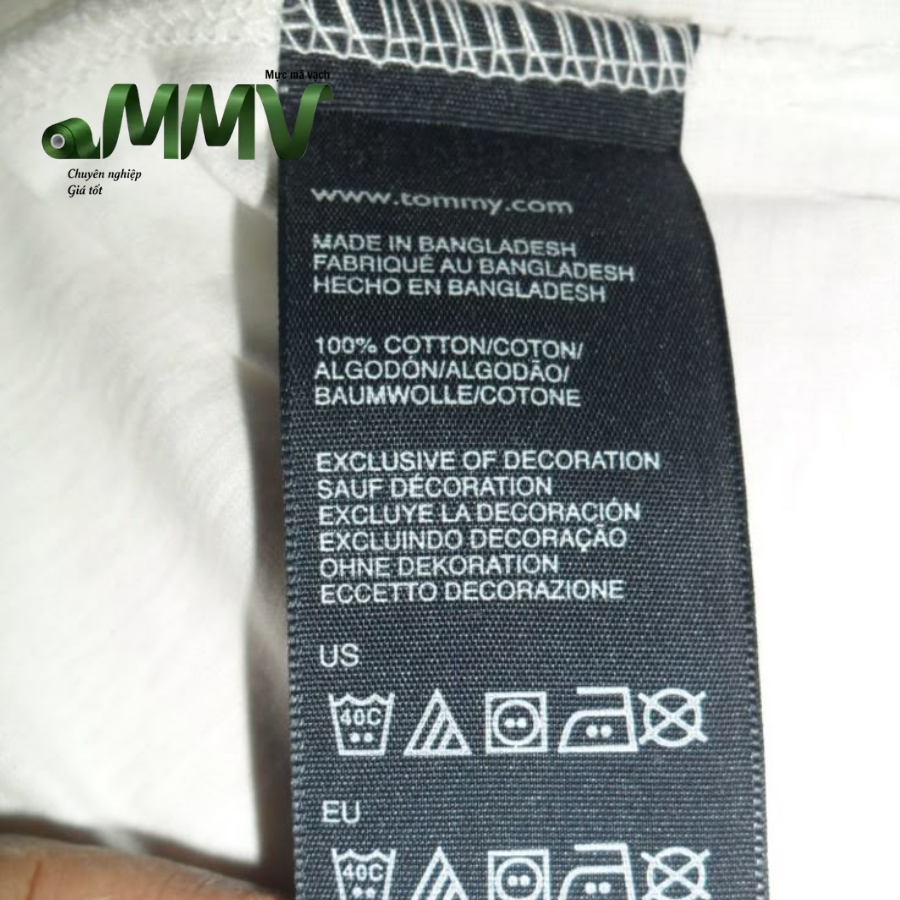 Mực mã vạch
aMMV
Chuyên nghiệp
Giá tốt
www.tommy.com
MADE IN BANGLADESH
FABRIQUÉ AU BANGLADESH
HECHO EN BANGLADESH
100% COTTON/COTON/
ALGODÓN/ALGODÃO/
BAUMWOLLE/COTONE
EXCLUSIVE OF DECORATION
SAUF DÉCORATION
EXCLUYE LA DECORACIÓN
EXCLUINDO DECORAÇÃO
OHNE DEKORATION
ECCETTO DECORAZIONE
US
40C
EU
40C